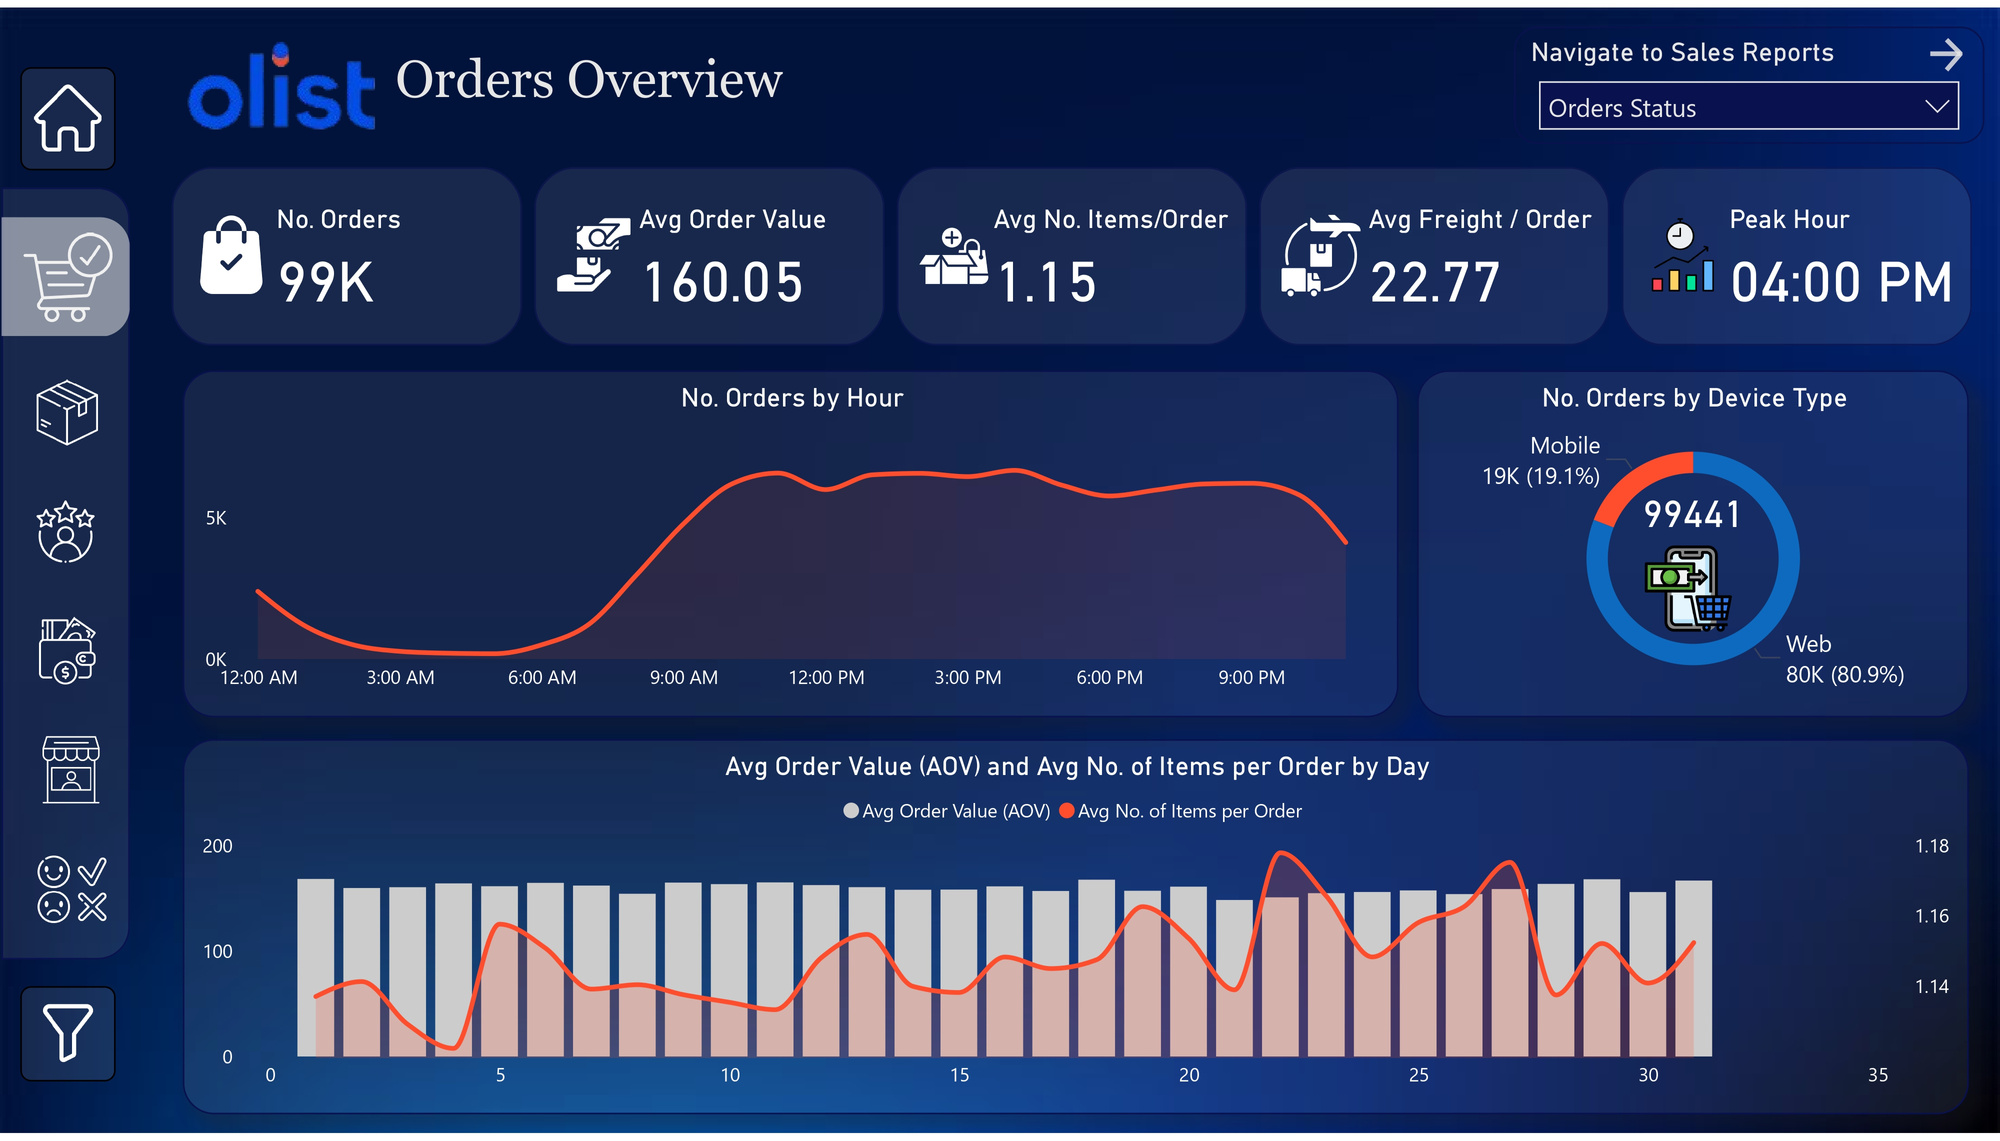 olist Orders Overview
Navigate to Sales Reports
Orders Status
No. Orders
99K
Avg Order Value
160.05
Avg No. Items/Order
1.15
Avg Freight / Order
22.77
Peak Hour
04:00 PM
No. Orders by Hour
5K
0K
12:00 AM 3:00 AM 6:00 AM 9:00 AM 12:00 PM 3:00 PM 6:00 PM 9:00 PM
No. Orders by Device Type
Mobile
19K (19.1%)
99441
Web
80K (80.9%)
Avg Order Value (AOV) and Avg No. of Items per Order by Day
Avg Order Value (AOV) Avg No. of Items per Order
200 1.18
1.16
100
1.14
0
0 5 10 15 20 25 30 35